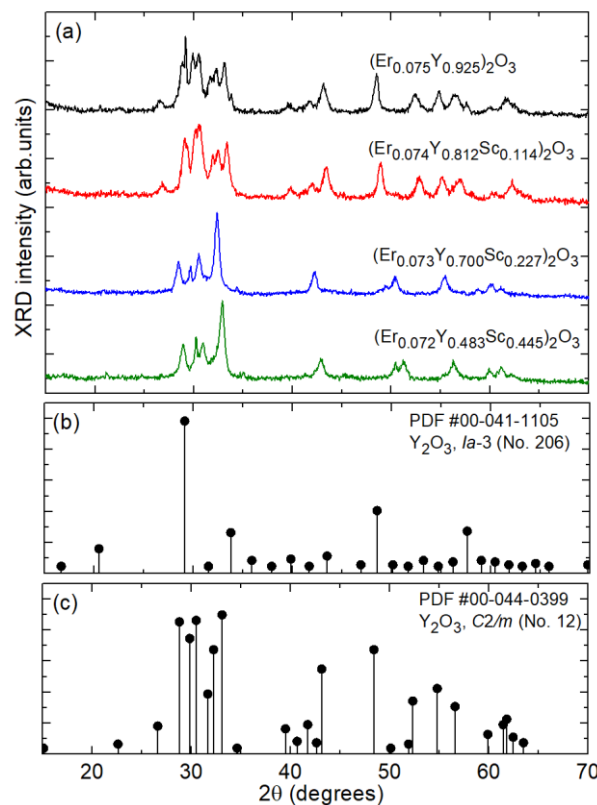 (a)
(Er0.075Y0.925)2O3
(Er0.074Y0.812Sc0.114)2O3
(Er0.073Y0.700Sc0.227)2O3
(Er0.072Y0.483Sc0.445)2O3
XRD intensity (arb.units)
(b)
PDF #00-041-1105
Y2O3, Ia-3 (No. 206)
(c)
PDF #00-044-0399
Y2O3, C2/m (No. 12)
20 30 40 50 60 70
2θ (degrees)